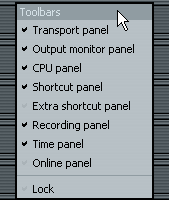 Toolbars
Transport panel
Output monitor panel
CPU panel
Shortcut panel
Extra shortcut panel
Recording panel
Time panel
Online panel
Lock